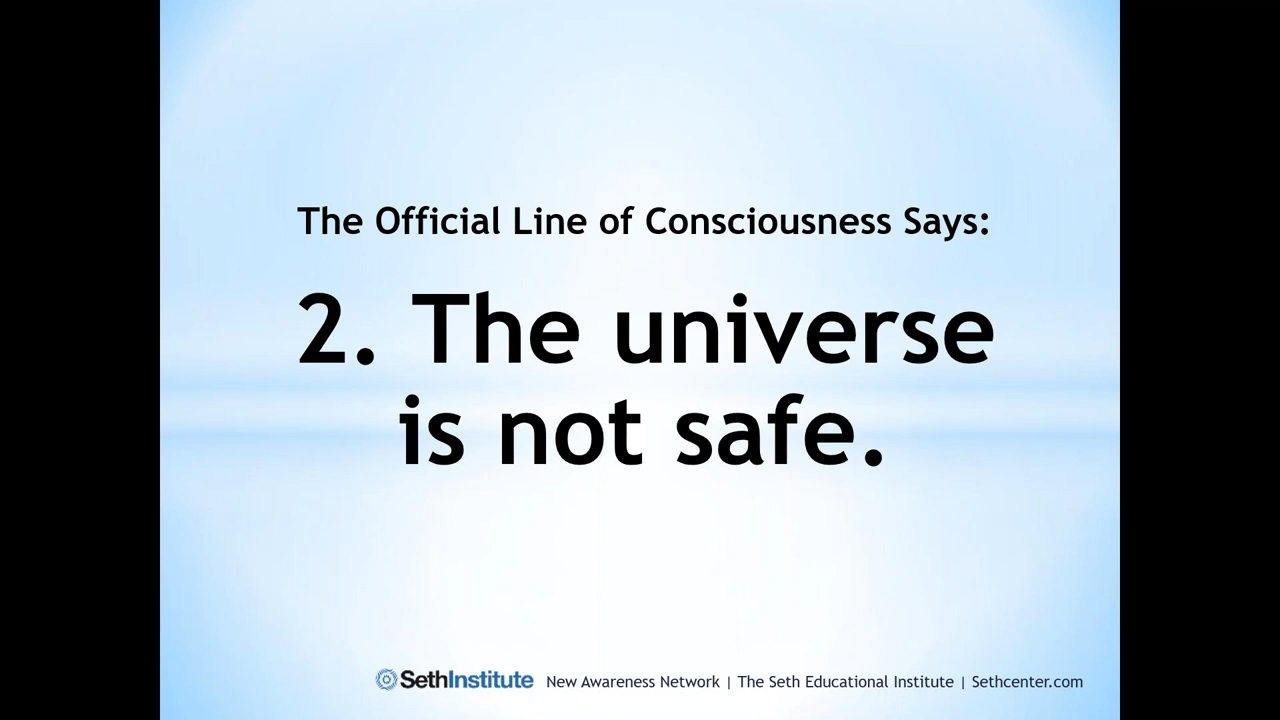 The Official Line of Consciousness Says:
2. The universe
is not safe.
SethInstitute New Awareness Network | The Seth Educational Institute | Sethcenter.com